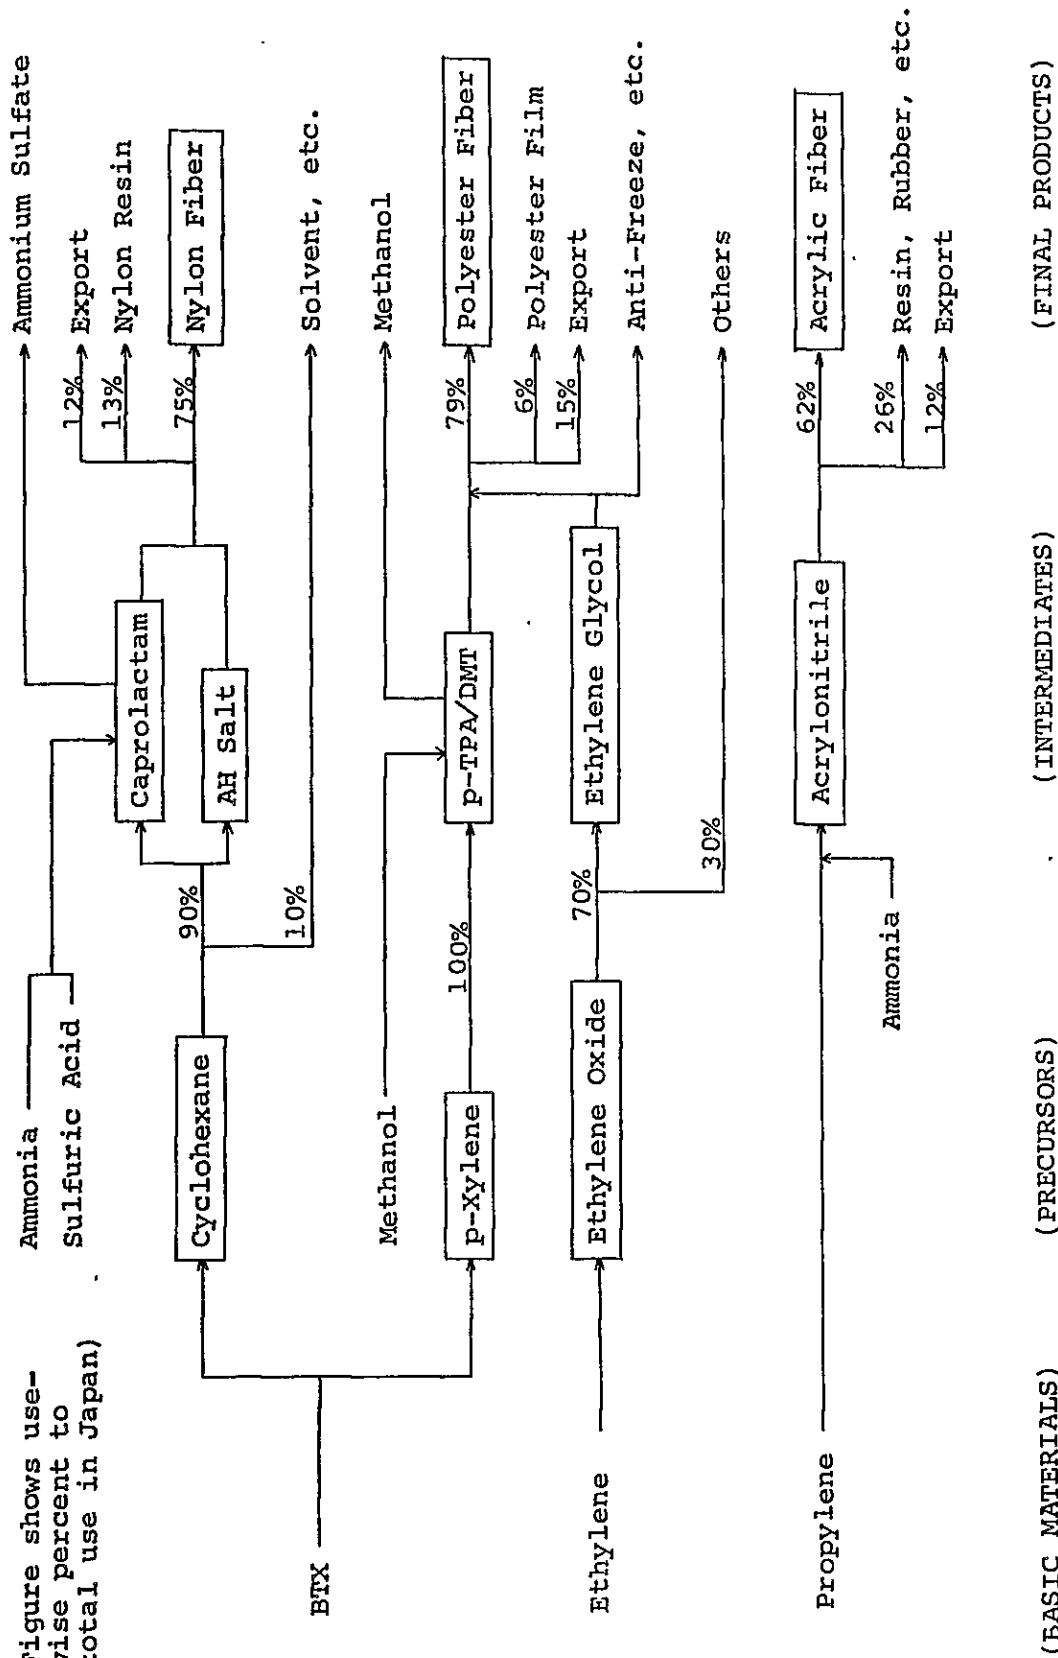 Figure shows use-
wise percent to
total use in Japan)
Ammonia
Sulfuric Acid
Ammonium Sulfate
Caprolactam
12%
Export
13%
Nylon Resin
AH Salt
75%
Nylon Fiber
Cyclohexane
90%
10%
Solvent, etc.
BTX
Methanol
Methanol
p-Xylene
100%
p-TPA/DMT
79%
Polyester Fiber
6%
Polyester Film
15%
Export
Ethylene
Ethylene Oxide
70%
Ethylene Glycol
Anti-Freeze, etc.
30%
Others
Propylene
Acrylonitrile
62%
Acrylic Fiber
Ammonia
26%
Resin, Rubber, etc.
12%
Export
(BASIC MATERIALS)
(PRECURSORS)
(INTERMEDIATES)
(FINAL PRODUCTS)